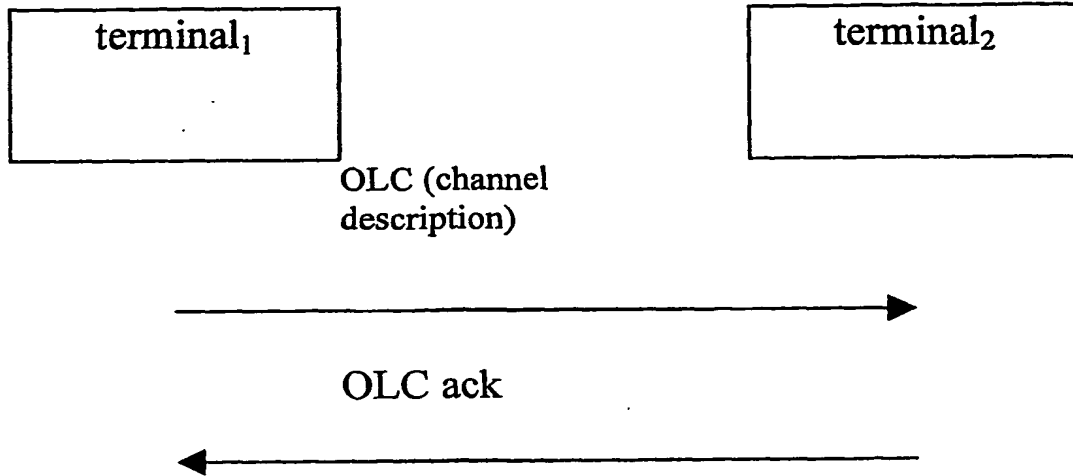 terminal₁
terminal₂
OLC (channel
description)
OLC ack